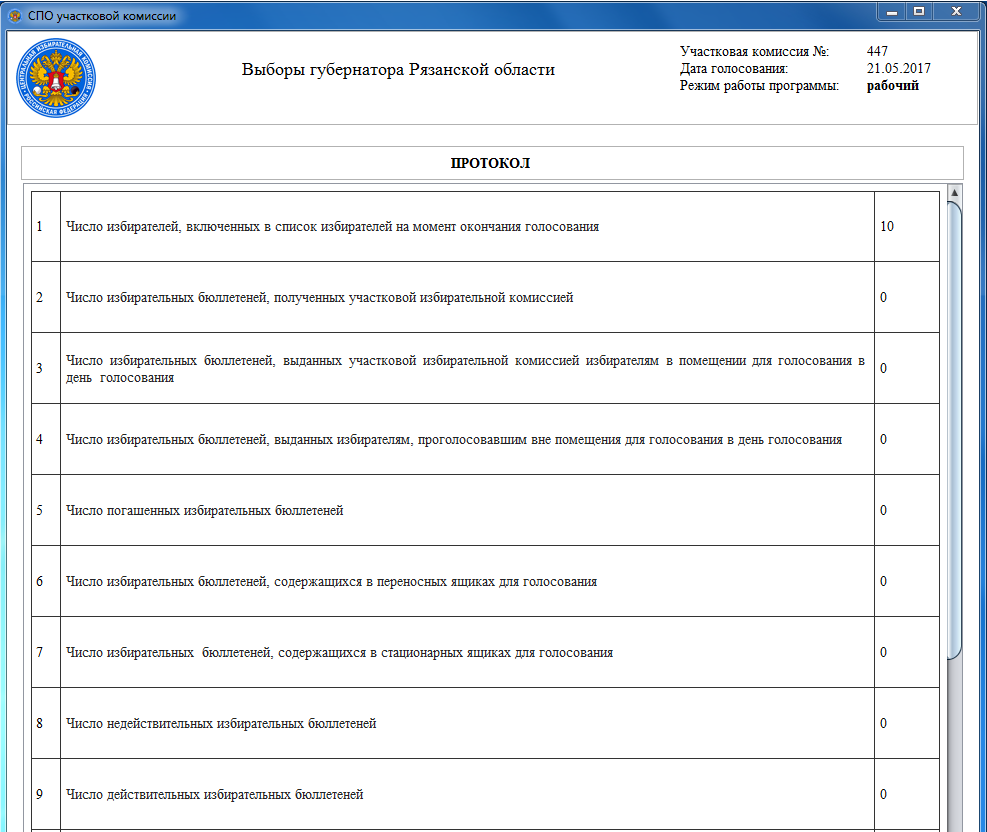 СПО участковой комиссии
ЦЕНТРАЛЬНАЯ ИЗБИРАТЕЛЬНАЯ КОМИССИЯ
РОССИЙСКАЯ ФЕДЕРАЦИЯ
Выборы губернатора Рязанской области
Участковая комиссия №: 447
Дата голосования: 21.05.2017
Режим работы программы: рабочий
ПРОТОКОЛ
1 Число избирателей, включенных в список избирателей на момент окончания голосования 10
2 Число избирательных бюллетеней, полученных участковой избирательной комиссией 0
3 Число избирательных бюллетеней, выданных участковой избирательной комиссией избирателям в помещении для голосования в
день голосования 0
4 Число избирательных бюллетеней, выданных избирателям, проголосовавшим вне помещения для голосования в день голосования 0
5 Число погашенных избирательных бюллетеней 0
6 Число избирательных бюллетеней, содержащихся в переносных ящиках для голосования 0
7 Число избирательных бюллетеней, содержащихся в стационарных ящиках для голосования 0
8 Число недействительных избирательных бюллетеней 0
9 Число действительных избирательных бюллетеней 0